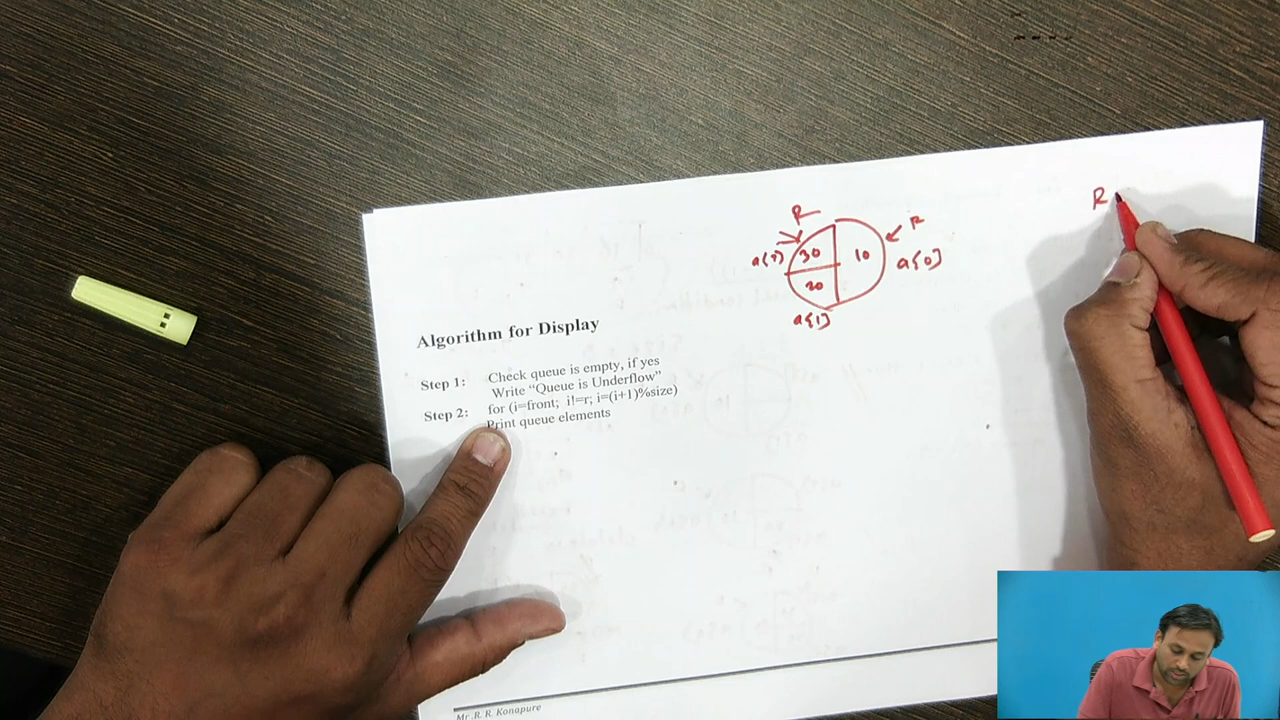 R
R
R
30
10
a[2]
a[0]
20
a[1]
Algorithm for Display
Step 1: Check queue is empty, if yes
Write “Queue is Underflow”
Step 2: for (i=front; i!=r; i=(i+1)%size)
Print queue elements
Mr. R. R. Konapure